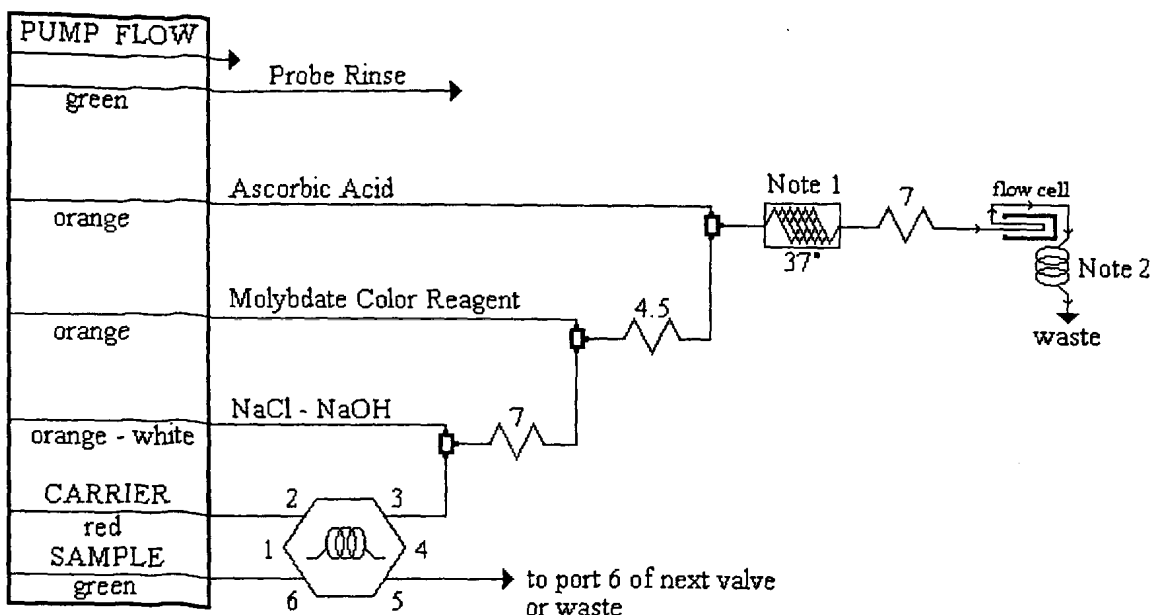 PUMP FLOW
Probe Rinse
green
Ascorbic Acid
orange
Note 1
37°
7
flow cell
Note 2
waste
Molybdate Color Reagent
orange
4.5
NaCl - NaOH
orange - white
7
CARRIER
red
SAMPLE
green
2
3
1
4
6
5
to port 6 of next valve
or waste